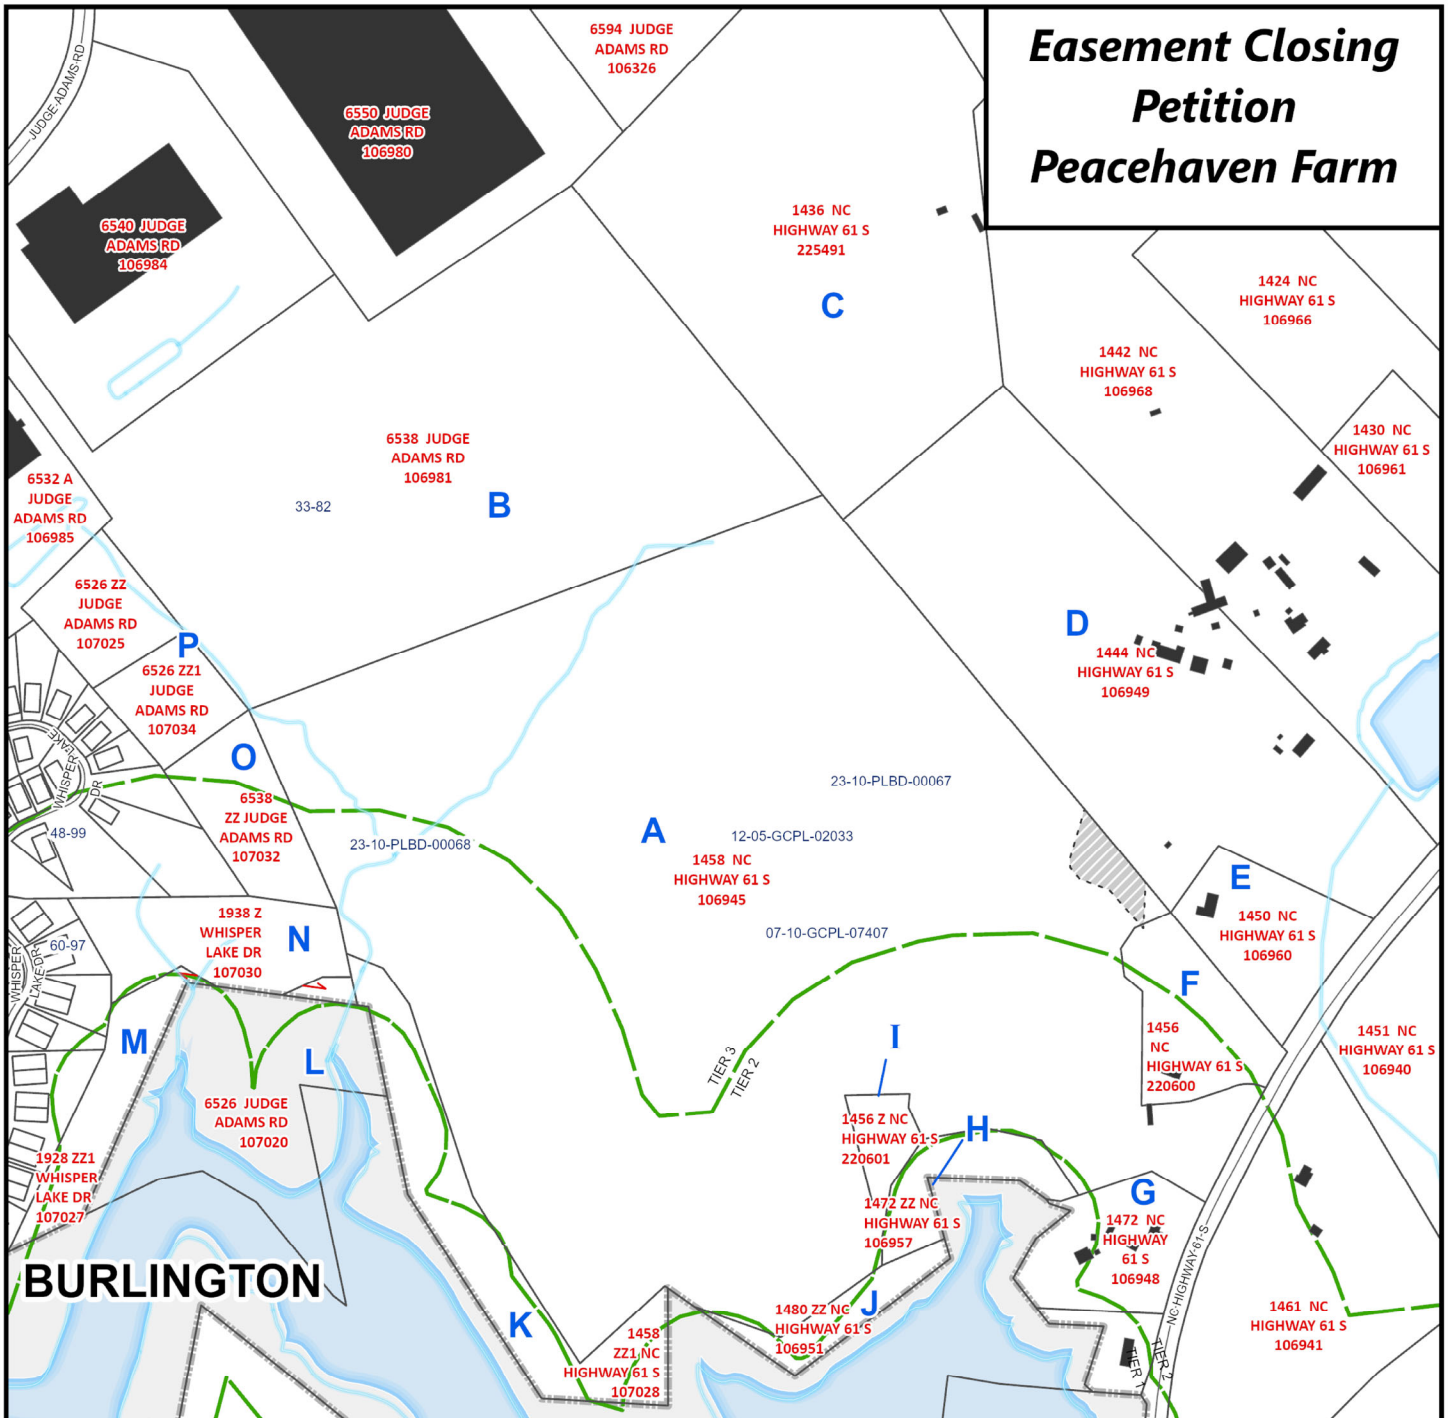 Easement Closing
Petition
Peacehaven Farm
JUDGE-ADAMS-RD
6594 JUDGE
ADAMS RD
106326
6550 JUDGE
ADAMS RD
106980
6540 JUDGE
ADAMS RD
106984
1436 NC
HIGHWAY 61 S
225491
C
1424 NC
HIGHWAY 61 S
106966
1442 NC
HIGHWAY 61 S
106968
1430 NC
HIGHWAY 61 S
106961
6538 JUDGE
ADAMS RD
106981
B
33-82
6532 A
JUDGE
ADAMS RD
106985
6526 ZZ
JUDGE
ADAMS RD
107025
P
6526 ZZ1
JUDGE
ADAMS RD
107034
D
1444 NC
HIGHWAY 61 S
106949
O
WHISPER
LAKE
DR
6538
ZZ JUDGE
ADAMS RD
107032
48-99
23-10-PLBD-00067
23-10-PLBD-00068
A
12-05-GCPL-02033
1458 NC
HIGHWAY 61 S
106945
07-10-GCPL-07407
E
1450 NC
HIGHWAY 61 S
106960
1938 Z
WHISPER
LAKE DR
107030
N
60-97
WHISPER
LAKE-DR
F
1456
NC
HIGHWAY 61 S
220600
1451 NC
HIGHWAY 61 S
106940
M
L
I
TIER 3
TIER 2
6526 JUDGE
ADAMS RD
107020
1456 Z NC
HIGHWAY 61 S
220601
H
1928 ZZ1
WHISPER
LAKE DR
107027
1472 ZZ NC
HIGHWAY 61 S
106957
G
1472 NC
HIGHWAY
61 S
106948
NC-HIGHWAY-61-S
BURLINGTON
K
J
1480 ZZ NC
HIGHWAY 61 S
106951
1458
ZZ1 NC
HIGHWAY 61 S
107028
1461 NC
HIGHWAY 61 S
106941
TIER 1
TIER 2